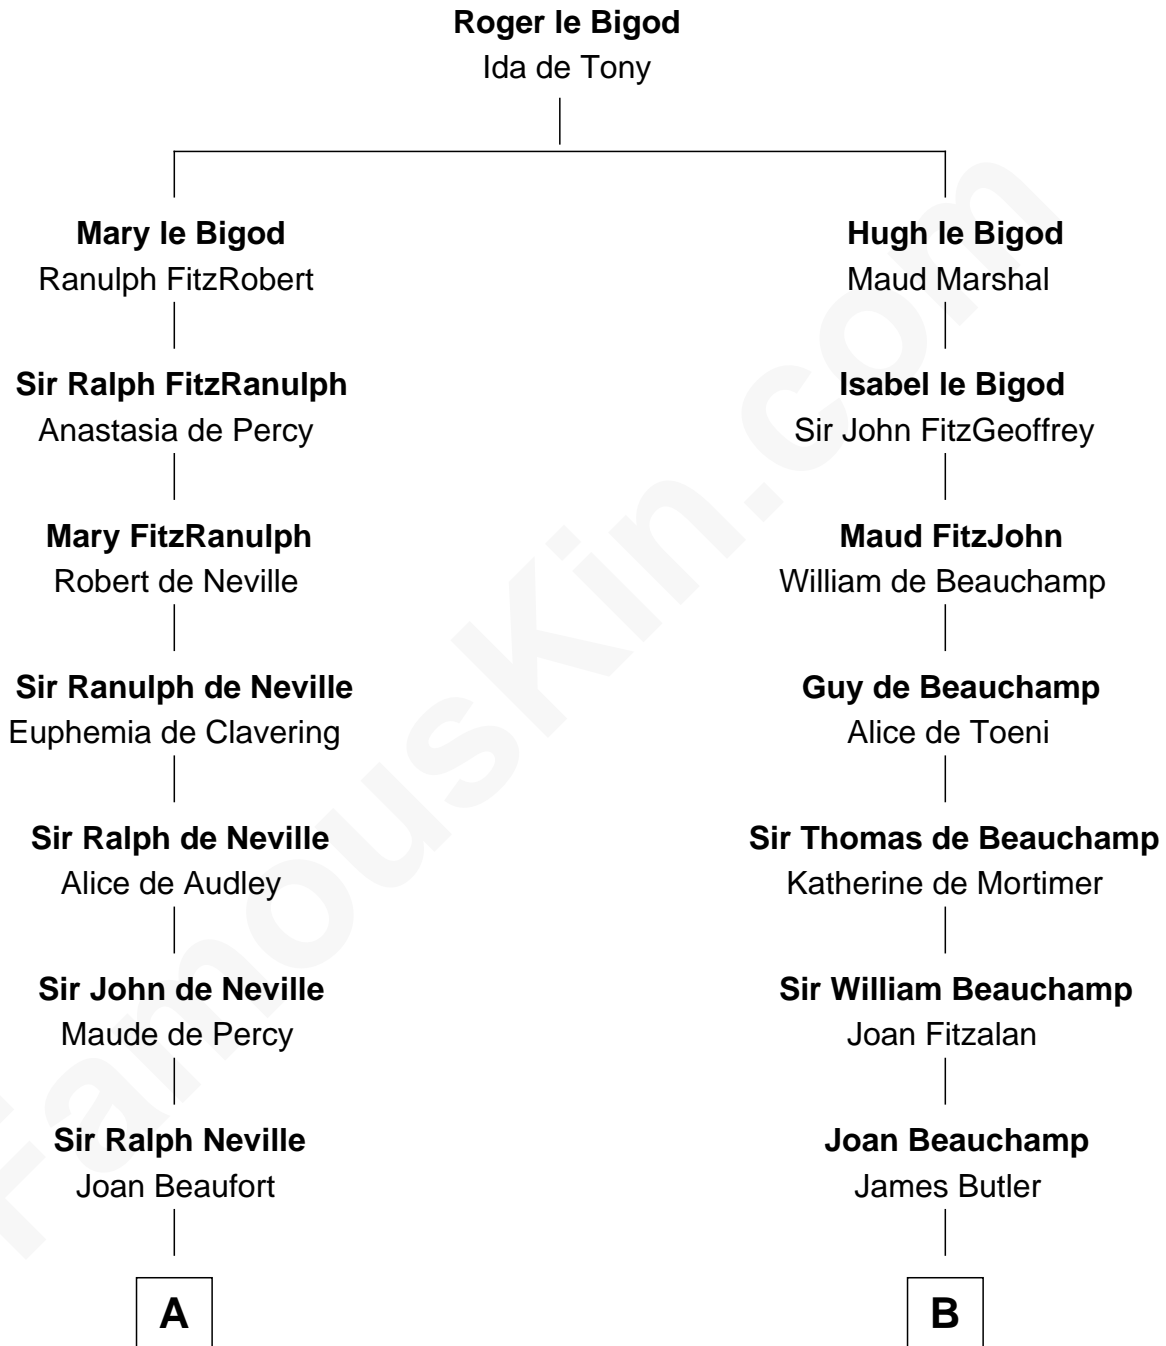 Roger le Bigod
Ida de Tony
Mary le Bigod
Ranulph FitzRobert
Hugh le Bigod
Maud Marshal
Sir Ralph FitzRanulph
Anastasia de Percy
Isabel le Bigod
Sir John FitzGeoffrey
Mary FitzRanulph
Robert de Neville
Maud FitzJohn
William de Beauchamp
Sir Ranulph de Neville
Euphemia de Clavering
Guy de Beauchamp
Alice de Toeni
Sir Ralph de Neville
Alice de Audley
Sir Thomas de Beauchamp
Katherine de Mortimer
Sir John de Neville
Maude de Percy
Sir William Beauchamp
Joan Fitzalan
Sir Ralph Neville
Joan Beaufort
Joan Beauchamp
James Butler
A
B
FamousKin.com